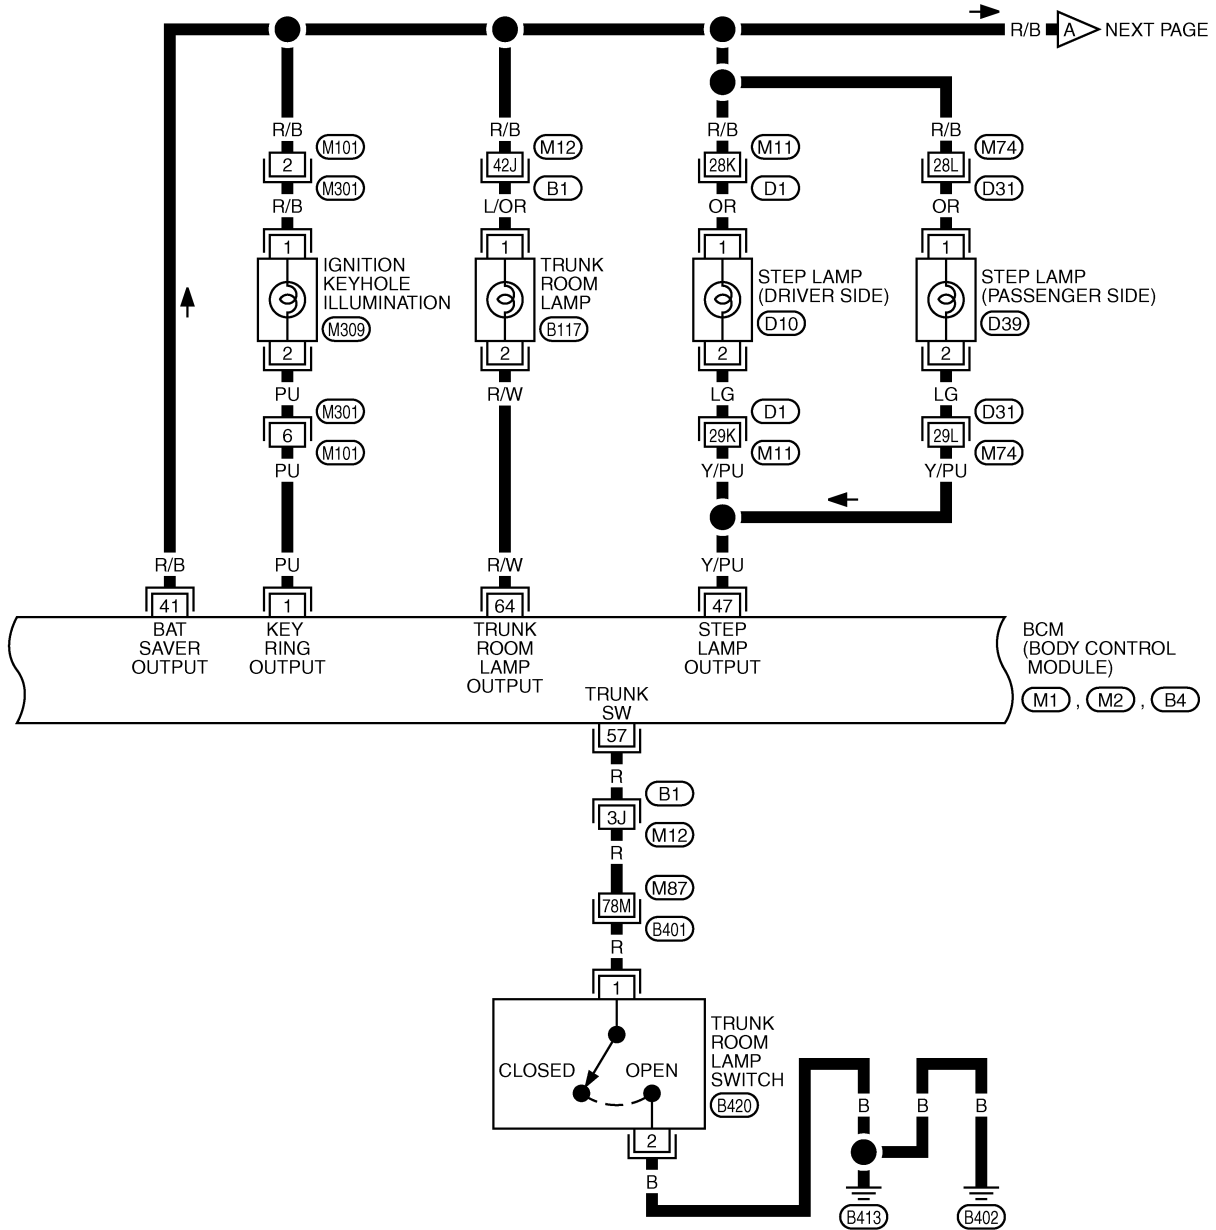 R/B A NEXT PAGE
R/B R/B R/B R/B
M101 M12 M11 M74
2 42J 28K 28L
M301 B1 D1 D31
R/B L/OR OR OR
1 1 1 1
IGNITION
KEYHOLE
ILLUMINATION
M309
TRUNK
ROOM
LAMP
B117
STEP LAMP
(DRIVER SIDE)
D10
STEP LAMP
(PASSENGER SIDE)
D39
2 2 2 2
PU R/W LG LG
M301 D1 D31
6 29K 29L
M101 M11 M74
PU Y/PU Y/PU
R/B PU R/W Y/PU
41 1 64 47
BAT
SAVER
OUTPUT
KEY
RING
OUTPUT
TRUNK
ROOM
LAMP
OUTPUT
STEP
LAMP
OUTPUT
BCM
(BODY CONTROL
MODULE)
M1 , M2 , B4
TRUNK
SW
57
R
B1
3J
M12
R
M87
78M
B401
R
1
CLOSED OPEN
TRUNK
ROOM
LAMP
SWITCH
B420
2
B
B B B
B413 B402